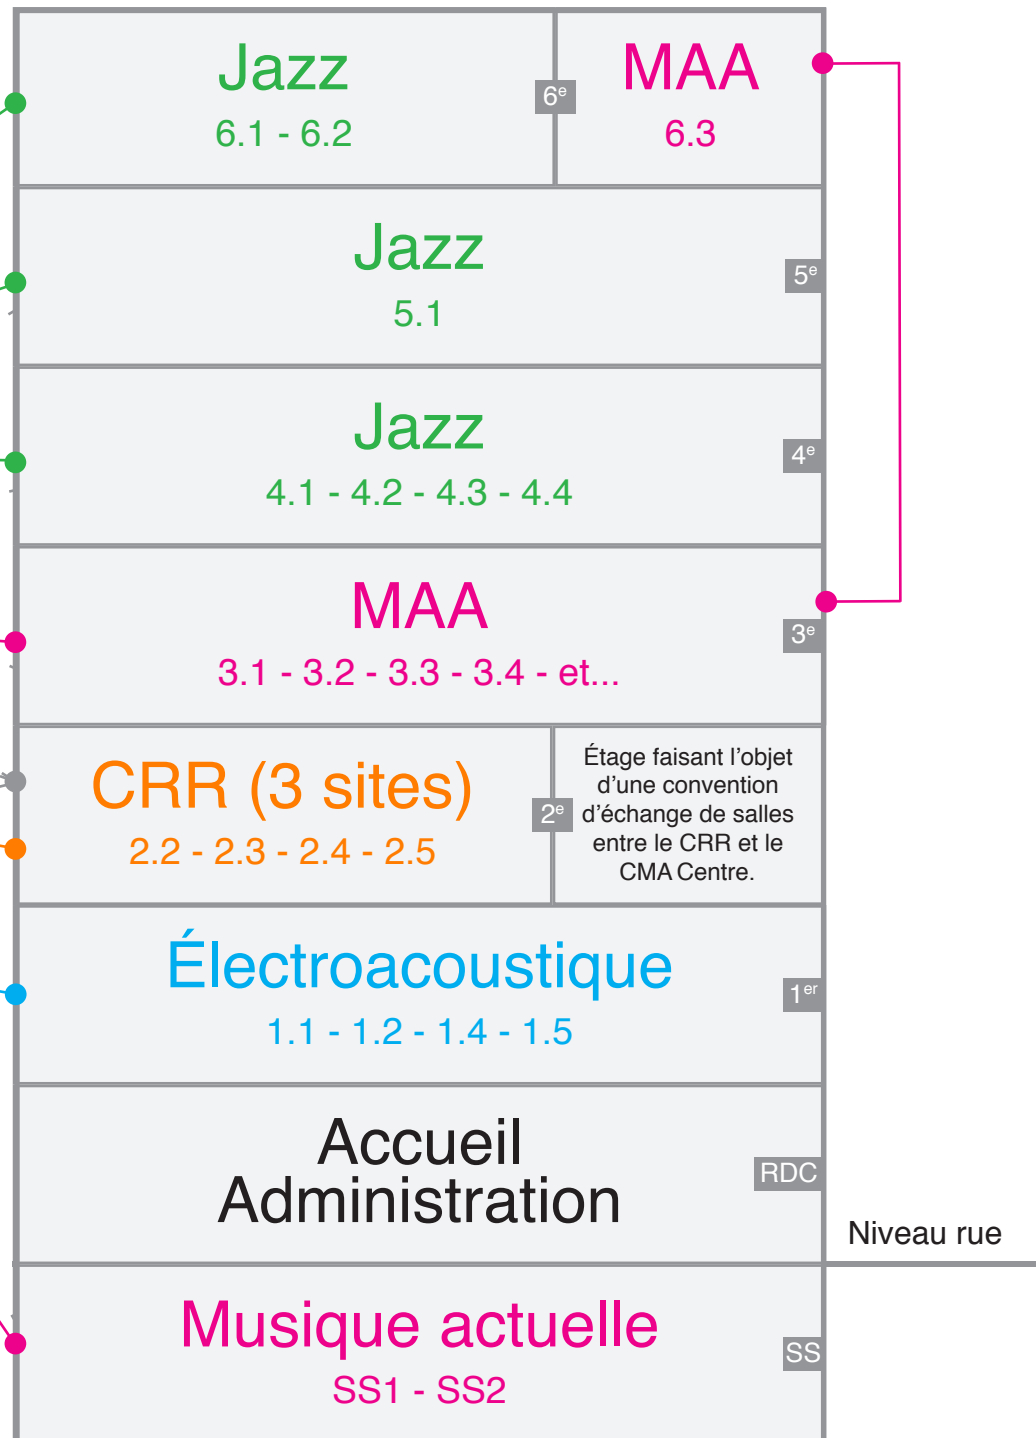 Jazz
6.1 - 6.2
6e
MAA
6.3
Jazz
5.1
5e
Jazz
4.1 - 4.2 - 4.3 - 4.4
4e
MAA
3.1 - 3.2 - 3.3 - 3.4 - et...
3e
CRR (3 sites)
2.2 - 2.3 - 2.4 - 2.5
2e
Étage faisant l’objet
d’une convention
d’échange de salles
entre le CRR et le
CMA Centre.
Électroacoustique
1.1 - 1.2 - 1.4 - 1.5
1er
Accueil
Administration
RDC
Niveau rue
Musique actuelle
SS1 - SS2
SS